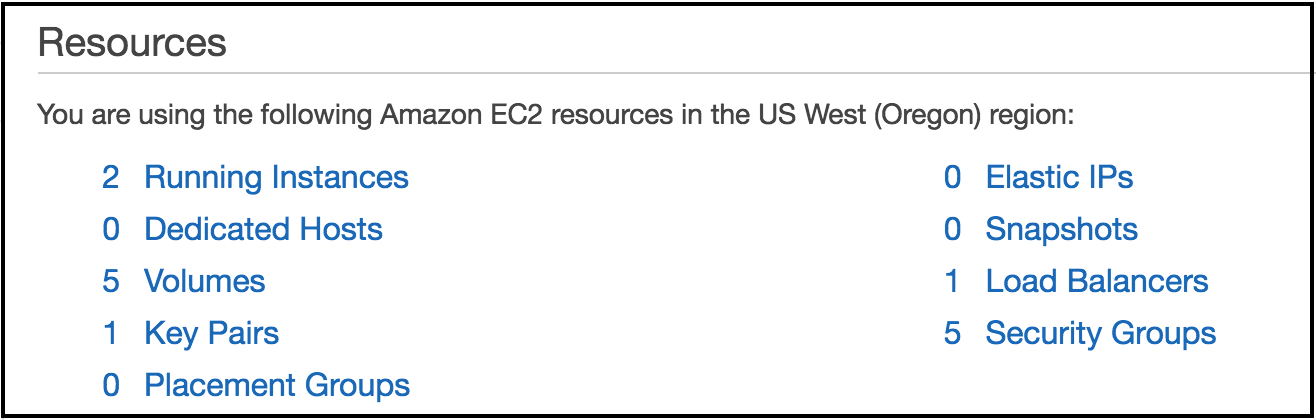 Resources
You are using the following Amazon EC2 resources in the US West (Oregon) region:
2 Running Instances
0 Dedicated Hosts
5 Volumes
1 Key Pairs
0 Placement Groups
0 Elastic IPs
0 Snapshots
1 Load Balancers
5 Security Groups